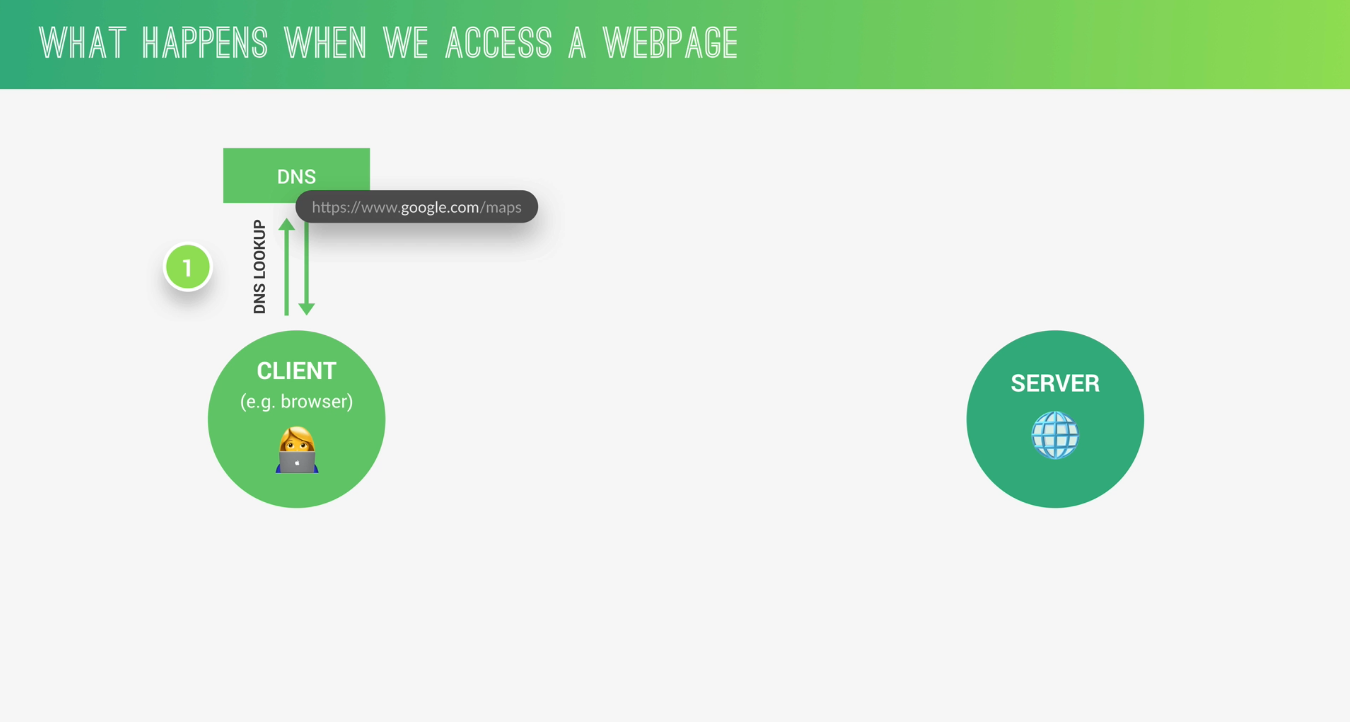 WHAT HAPPENS WHEN WE ACCESS A WEBPAGE
DNS
https://www.google.com/maps
DNS LOOKUP
1
CLIENT
(e.g. browser)
SERVER